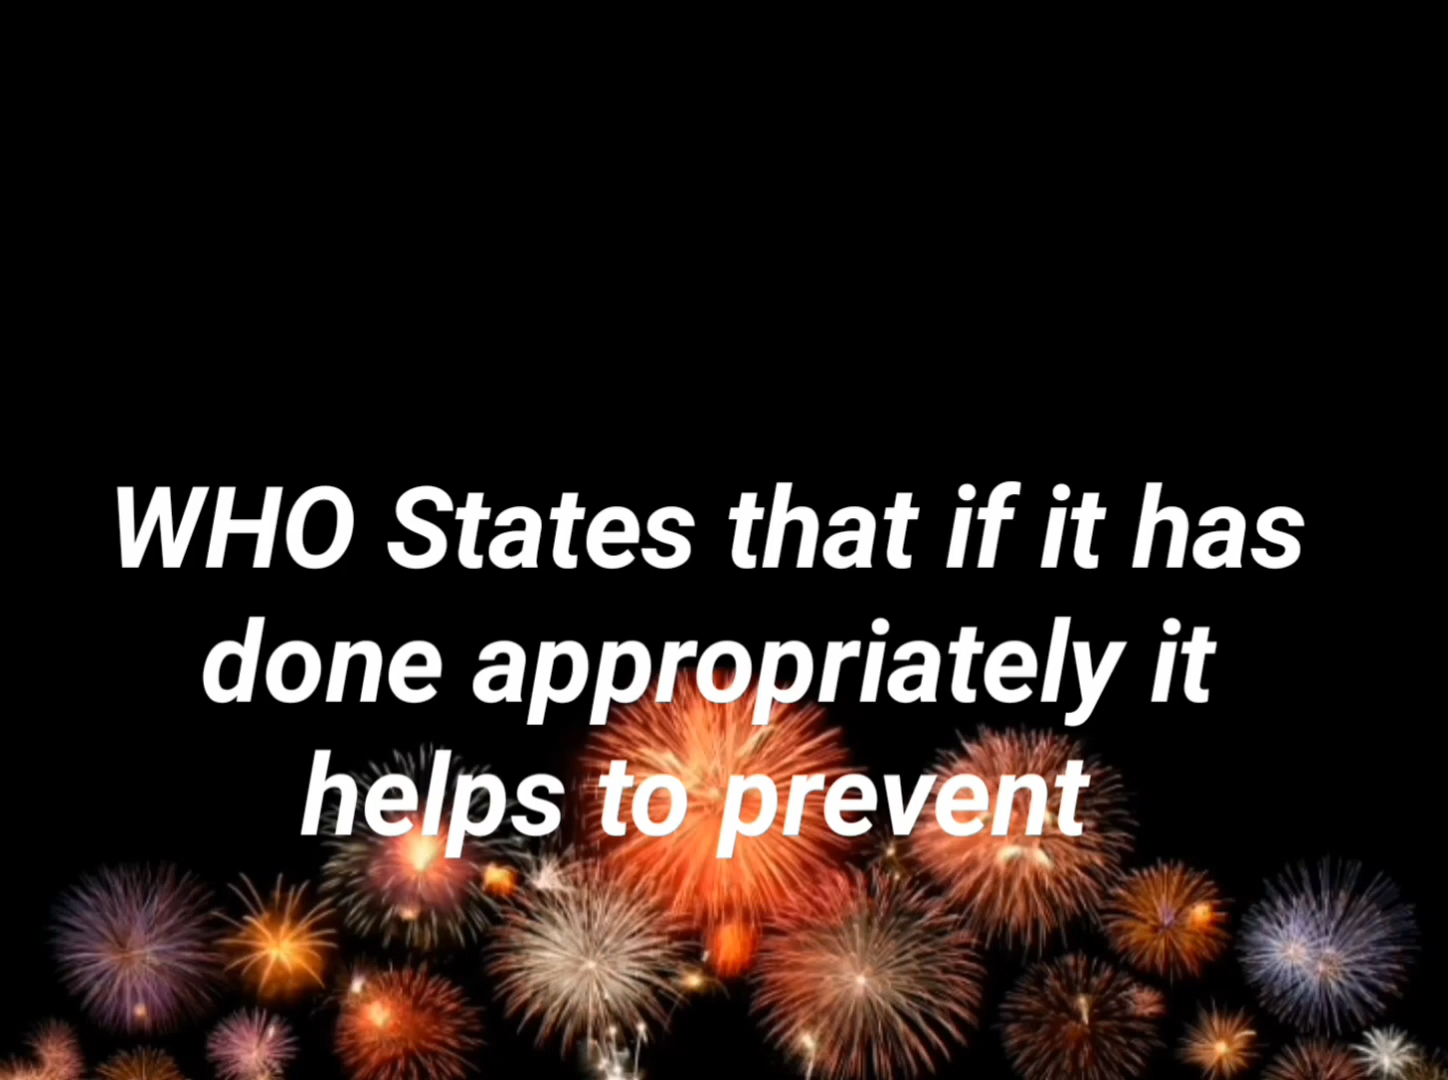 WHO States that if it has
done appropriately it
helps to prevent